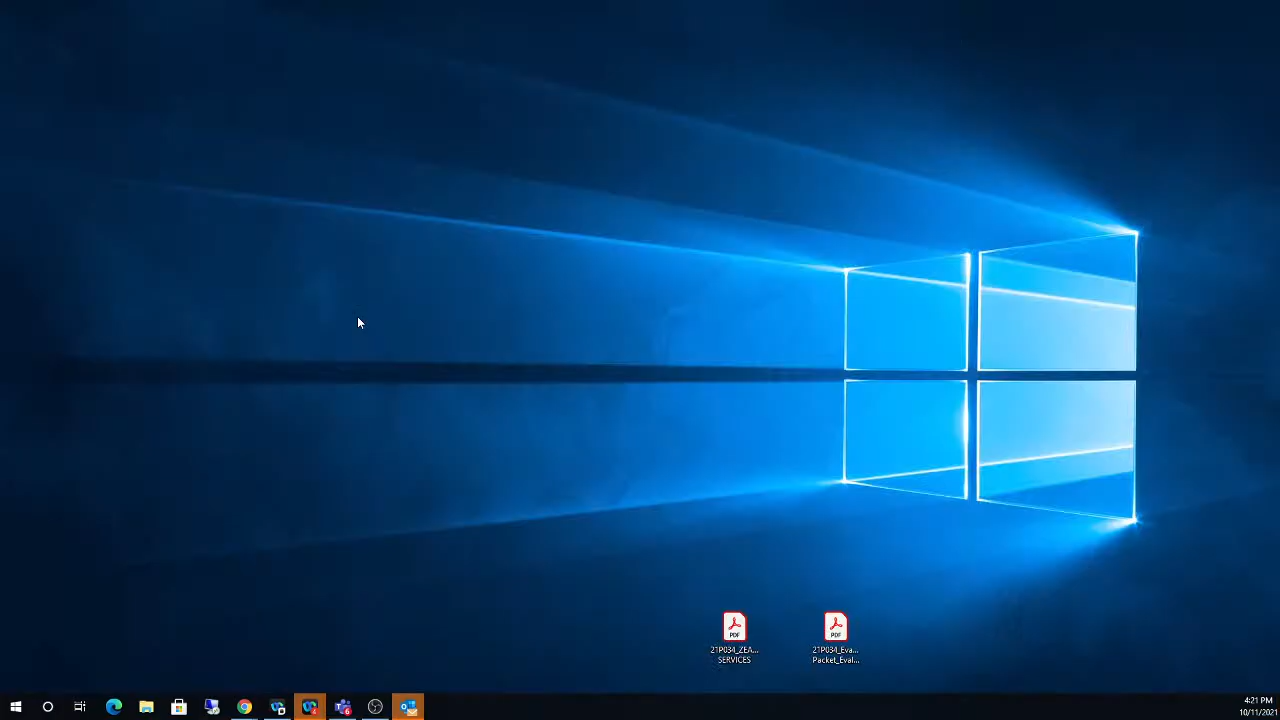 21P034_ZEA...
SERVICES
21P034_Eva...
Packet_Eval...
PDF
PDF
4:21 PM
10/11/2021